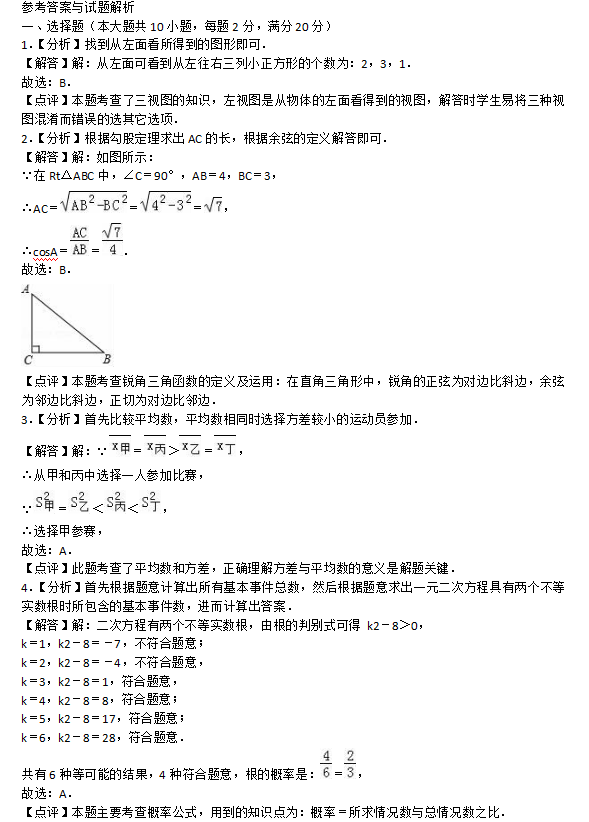 参考答案与试题解析
一、选择题（本大题共 10 小题，每题 2 分，满分 20 分）
1.【分析】找到从左面看所得到的图形即可．
【解答】解：从左面可看到从左往右三列小正方形的个数为：2，3，1．
故选：B．
【点评】本题考查了三视图的知识，左视图是从物体的左面看得到的视图，解答时学生易将三种视
图混淆而错误的选其它选项．
2.【分析】根据勾股定理求出 AC 的长，根据余弦的定义解答即可．
【解答】解：如图所示：
∵在 Rt△ABC 中，∠C＝90°，AB＝4，BC＝3，
∴AC＝√(AB²−BC²)＝√(4²−3²)＝√7，
∴cosA＝AC/AB＝√7/4．
故选：B．
A
C B
【点评】本题考查锐角三角函数的定义及运用：在直角三角形中，锐角的正弦为对边比斜边，余弦
为邻边比斜边，正切为对边比邻边．
3.【分析】首先比较平均数，平均数相同时选择方差较小的运动员参加．
【解答】解：∵x̅甲＝x̅丙＞x̅乙＝x̅丁，
∴从甲和丙中选择一人参加比赛，
∵S²甲＝S²乙＜S²丙＜S²丁，
∴选择甲参赛，
故选：A．
【点评】此题考查了平均数和方差，正确理解方差与平均数的意义是解题关键．
4.【分析】首先根据题意计算出所有基本事件总数，然后根据题意求出一元二次方程具有两个不等
实数根时所包含的基本事件数，进而计算出答案．
【解答】解：二次方程有两个不等实数根，由根的判别式可得 k2－8＞0，
k＝1，k2－8＝－7，不符合题意；
k＝2，k2－8＝－4，不符合题意，
k＝3，k2－8＝1，符合题意，
k＝4，k2－8＝8，符合题意；
k＝5，k2－8＝17，符合题意；
k＝6，k2－8＝28，符合题意．
共有 6 种等可能的结果，4 种符合题意，根的概率是：4/6＝2/3，
故选：A．
【点评】本题主要考查概率公式，用到的知识点为：概率＝所求情况数与总情况数之比．